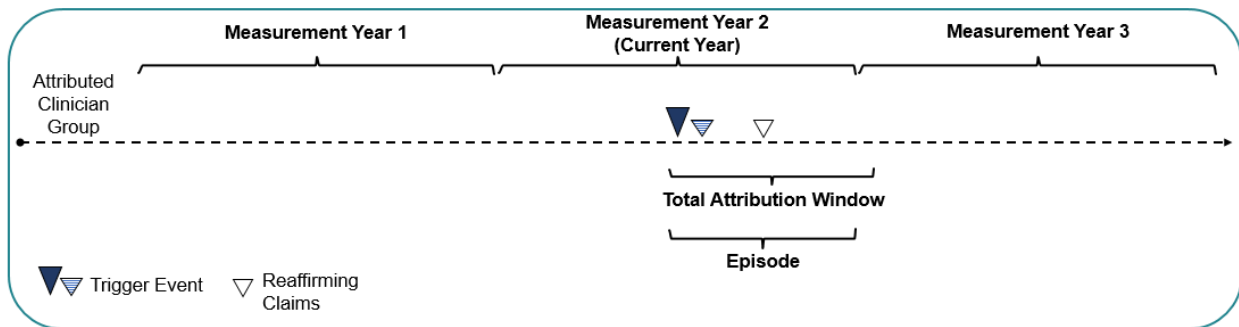 Measurement Year 1
Measurement Year 2
(Current Year)
Measurement Year 3
Attributed
Clinician
Group
Total Attribution Window
Episode
Trigger Event
Reaffirming
Claims